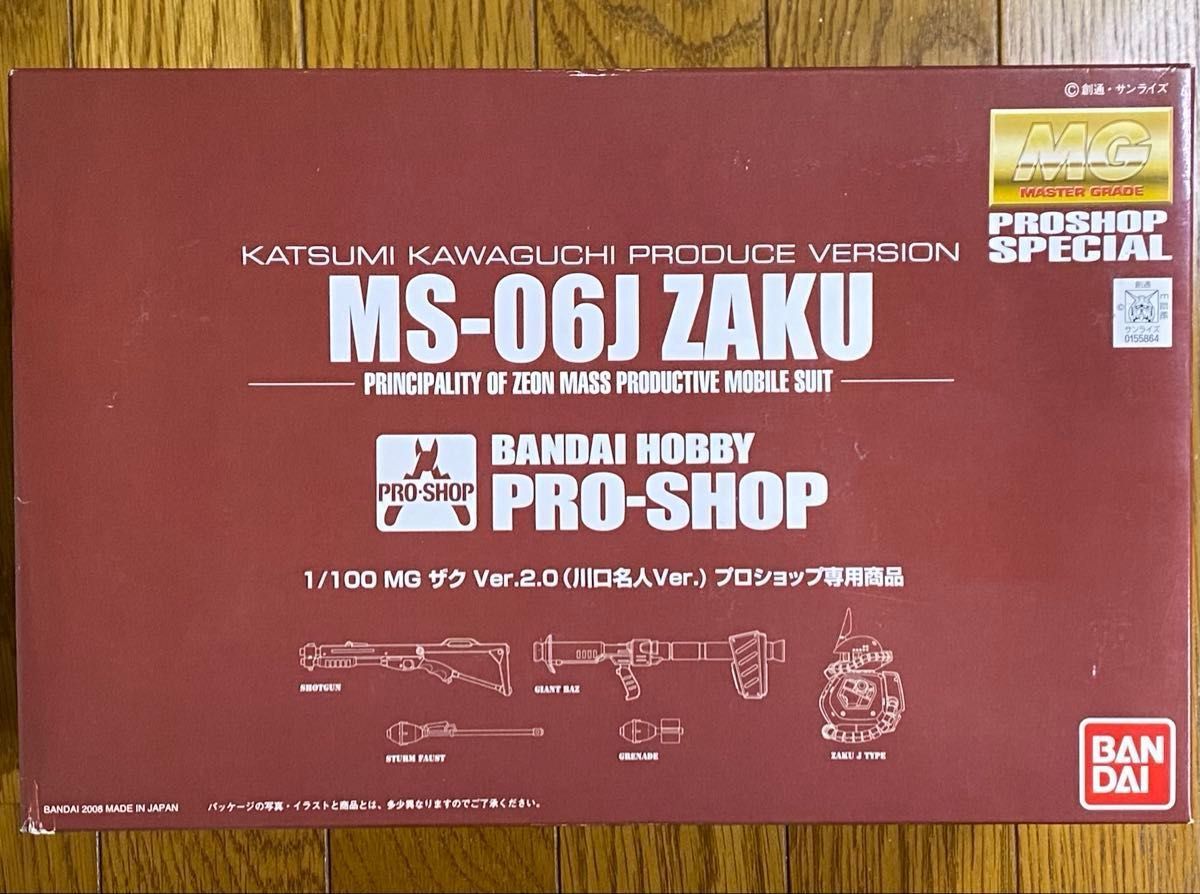 ©創通・サンライズ
MG
MASTER GRADE
PROSHOP
SPECIAL
KATSUMI KAWAGUCHI PRODUCE VERSION
MS-06J ZAKU
PRINCIPALITY OF ZEON MASS PRODUCTIVE MOBILE SUIT
創通
©
サンライズ
0155864
PRO-SHOP
BANDAI HOBBY
PRO-SHOP
1/100 MG ザク Ver.2.0(川口名人Ver.) プロショップ専用商品
SHOTGUN
GIANT BAZ
STURM FAUST
GRENADE
ZAKU J TYPE
BAN
DAI
BANDAI 2008 MADE IN JAPAN
パッケージの写真・イラストと商品とは、多少異なりますのでご了承ください。